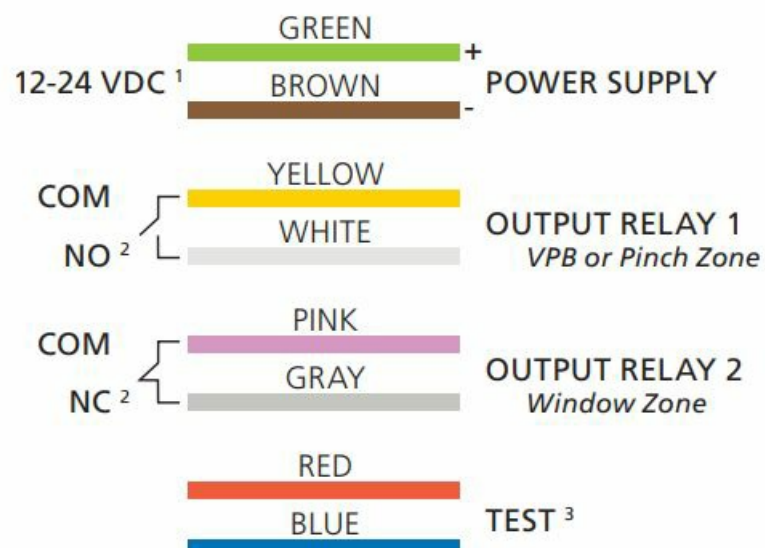 GREEN
+
12-24 VDC ¹
BROWN
POWER SUPPLY
-
YELLOW
COM
WHITE
OUTPUT RELAY 1
NO ²
VPB or Pinch Zone
PINK
COM
GRAY
OUTPUT RELAY 2
NC ²
Window Zone
RED
TEST ³
BLUE